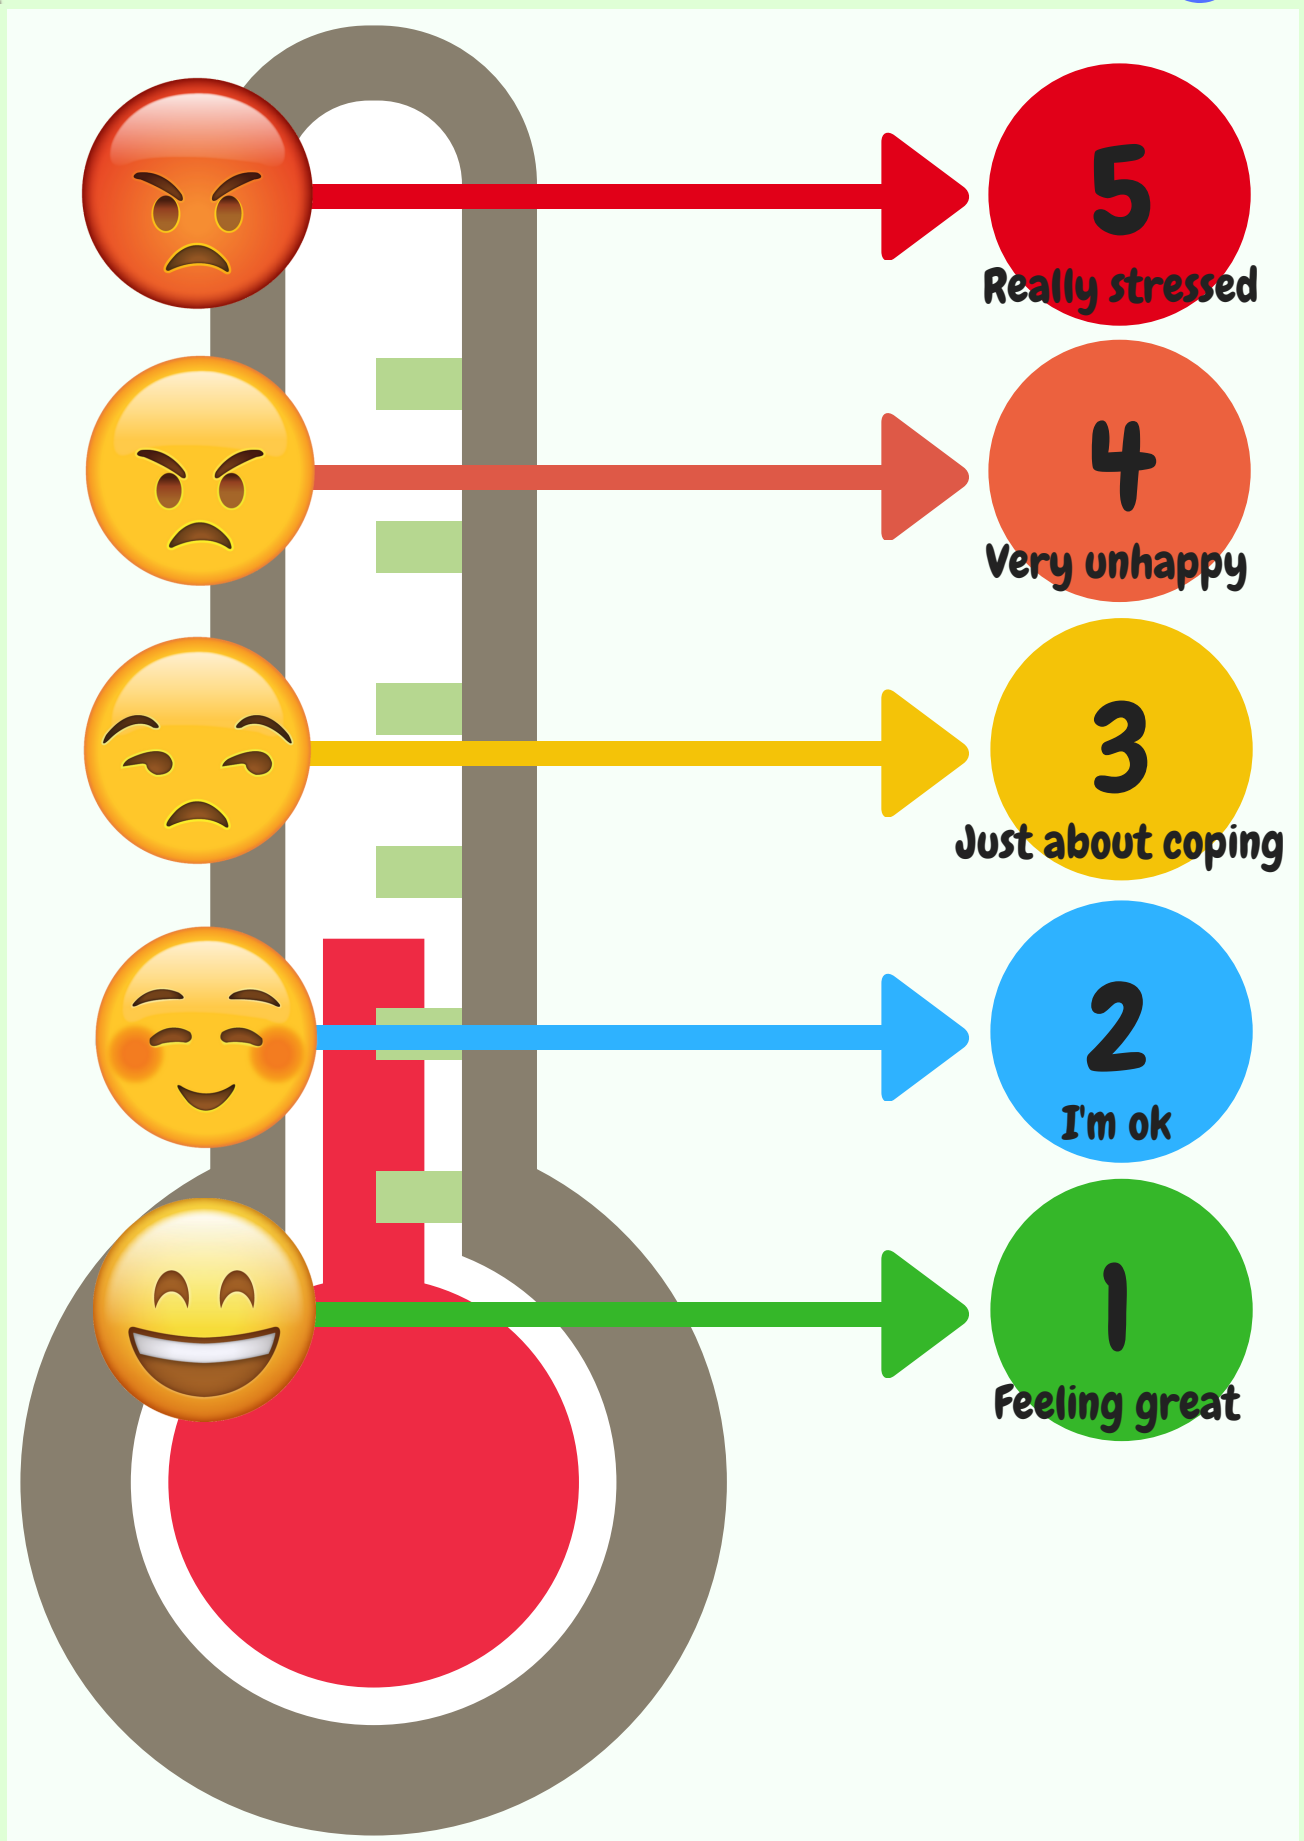 5
Really stressed
4
Very unhappy
3
Just about coping
2
I'm ok
1
Feeling great